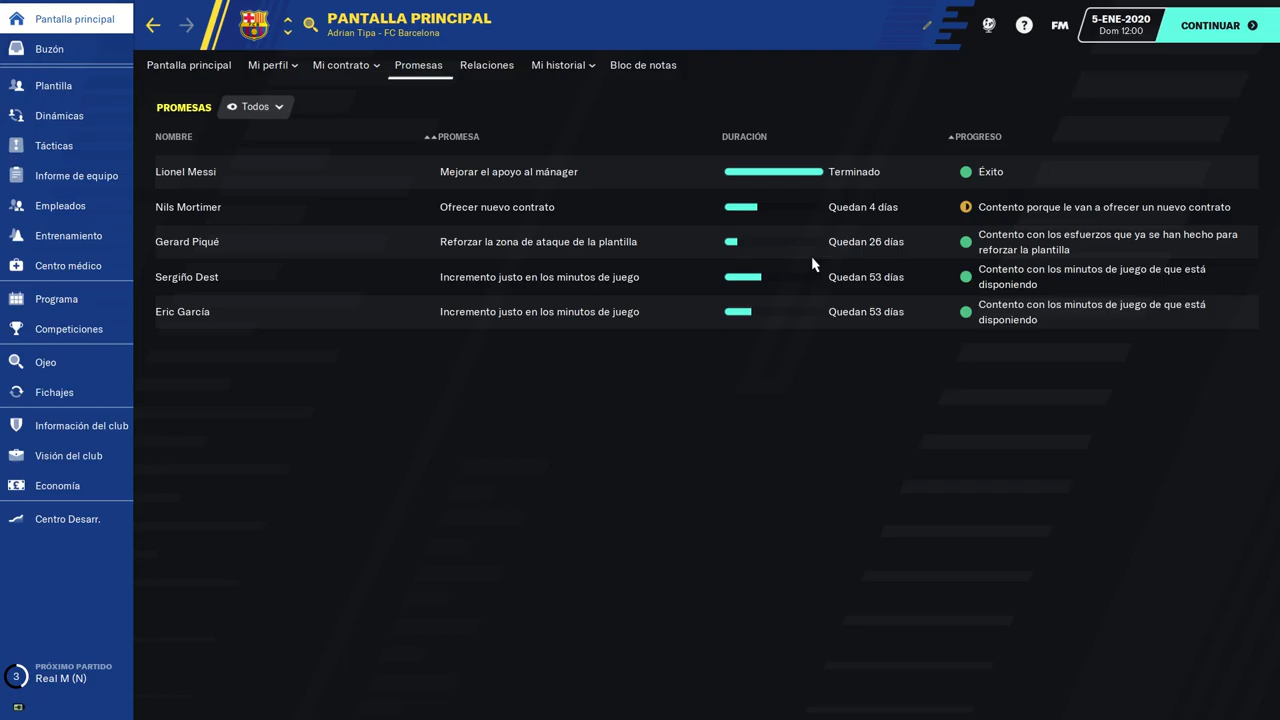 Pantalla principal
Buzón
Plantilla
Dinámicas
Tácticas
Informe de equipo
Empleados
Entrenamiento
Centro médico
Programa
Competiciones
Ojeo
Fichajes
Información del club
Visión del club
Economía
Centro Desarr.
3
PRÓXIMO PARTIDO
Real M (N)
PANTALLA PRINCIPAL
Adrian Tipa - FC Barcelona
?
FM
5-ENE-2020
Dom 12:00
CONTINUAR
Pantalla principal Mi perfil Mi contrato Promesas Relaciones Mi historial Bloc de notas
PROMESAS Todos
NOMBRE PROMESA DURACIÓN PROGRESO
Lionel Messi Mejorar el apoyo al mánager Terminado Éxito
Nils Mortimer Ofrecer nuevo contrato Quedan 4 días Contento porque le van a ofrecer un nuevo contrato
Gerard Piqué Reforzar la zona de ataque de la plantilla Quedan 26 días Contento con los esfuerzos que ya se han hecho para
reforzar la plantilla
Sergiño Dest Incremento justo en los minutos de juego Quedan 53 días Contento con los minutos de juego de que está
disponiendo
Eric García Incremento justo en los minutos de juego Quedan 53 días Contento con los minutos de juego de que está
disponiendo